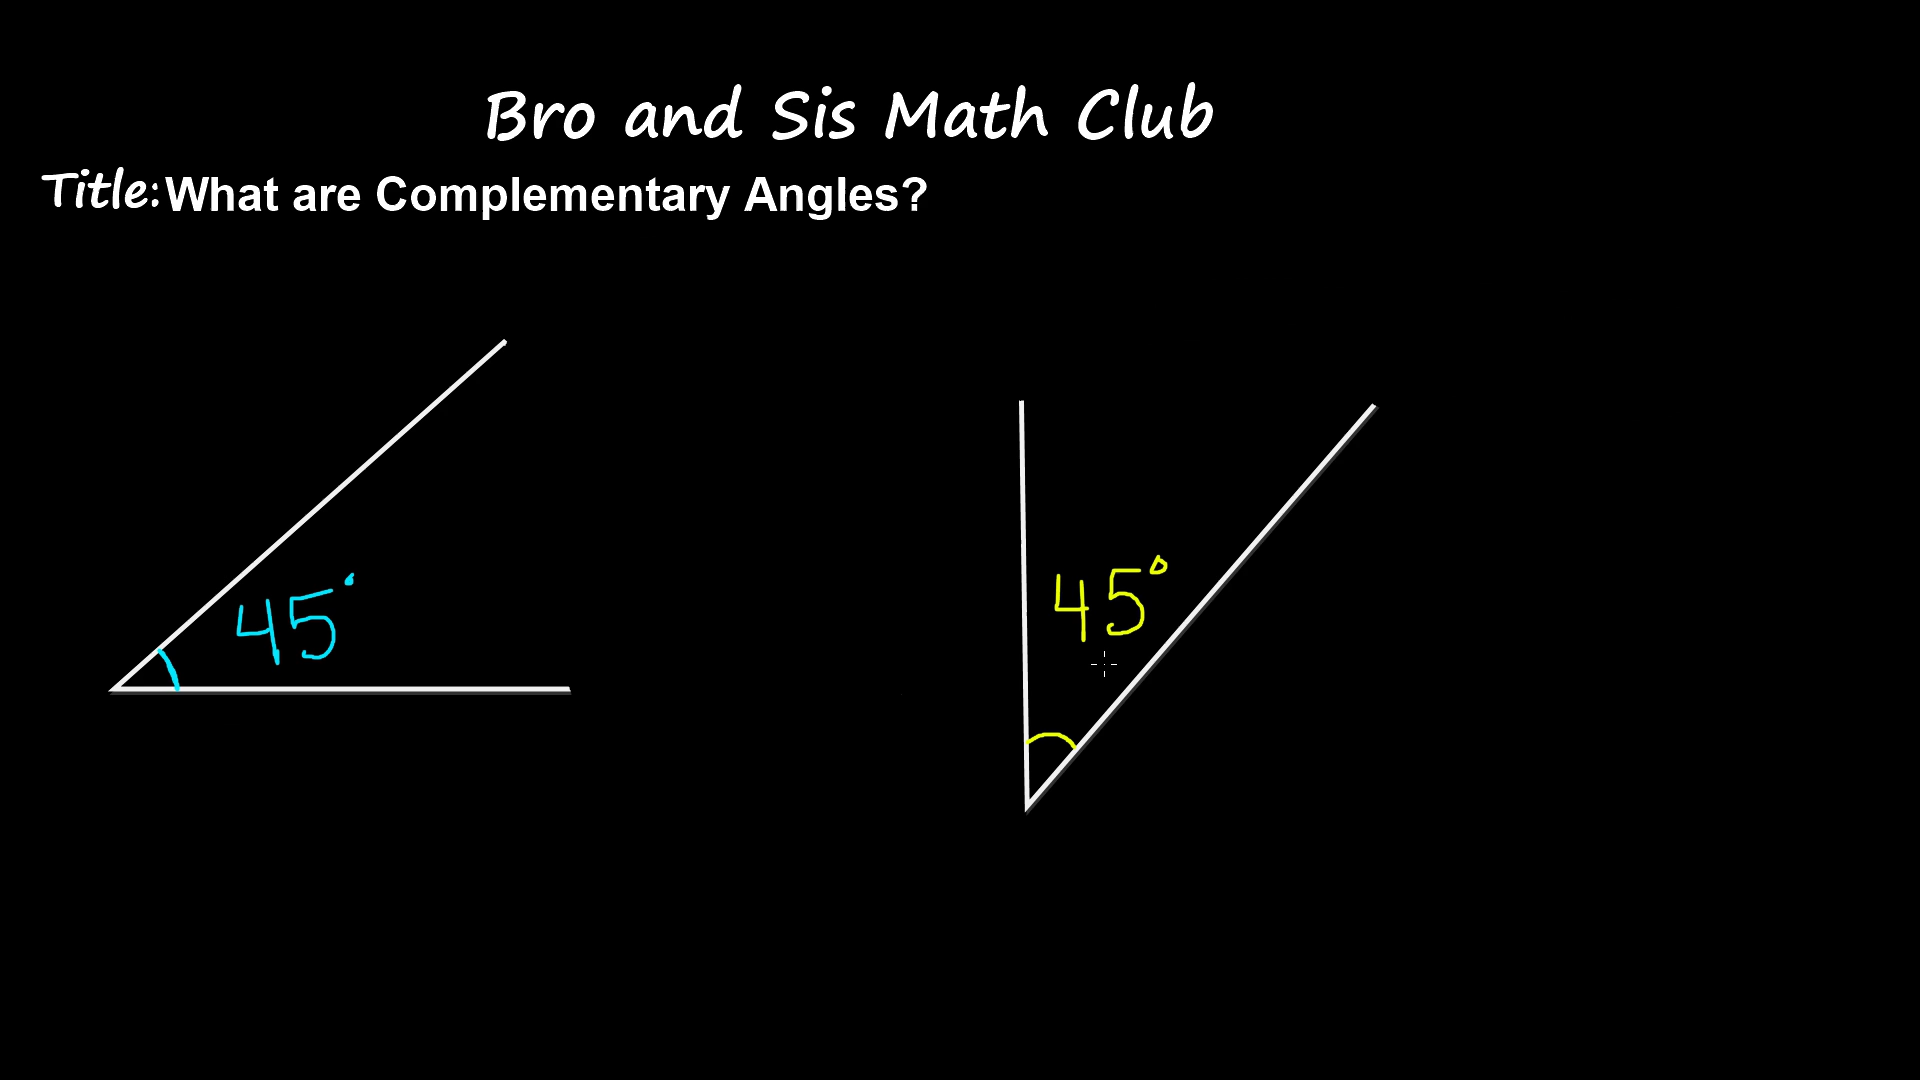 Bro and Sis Math Club
Title: What are Complementary Angles?
45°
45°